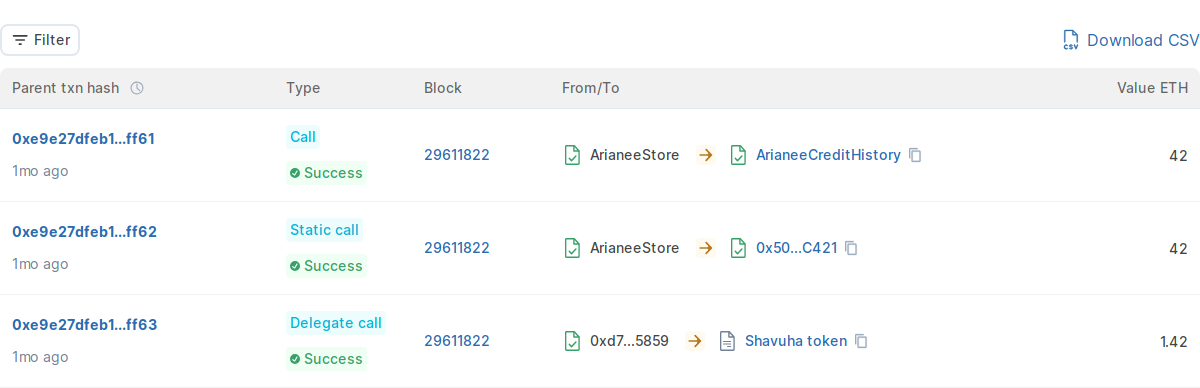 Filter
Download CSV
Parent txn hash Type Block From/To Value ETH
0xe9e27dfeb1...ff61 Call 29611822 ArianeeStore → ArianeeCreditHistory 42
1mo ago Success
0xe9e27dfeb1...ff62 Static call 29611822 ArianeeStore → 0x50...C421 42
1mo ago Success
0xe9e27dfeb1...ff63 Delegate call 29611822 0xd7...5859 → Shavuha token 1.42
1mo ago Success